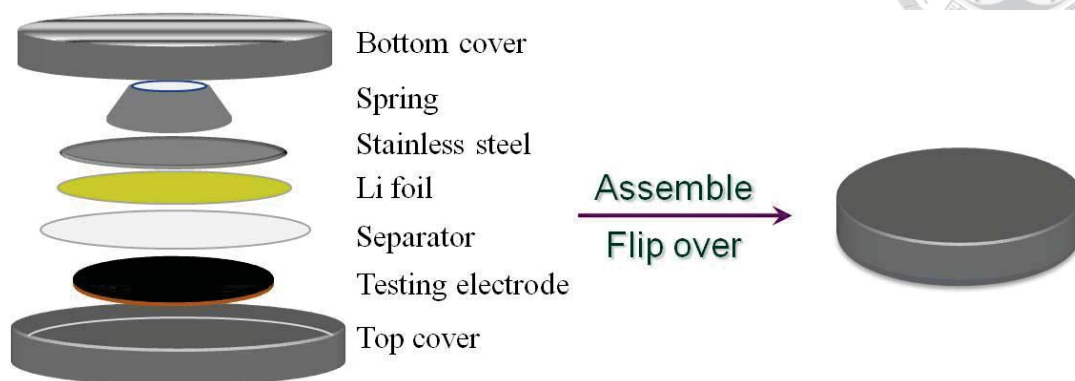 Bottom cover
Spring
Stainless steel
Li foil
Separator
Testing electrode
Top cover
Assemble
Flip over